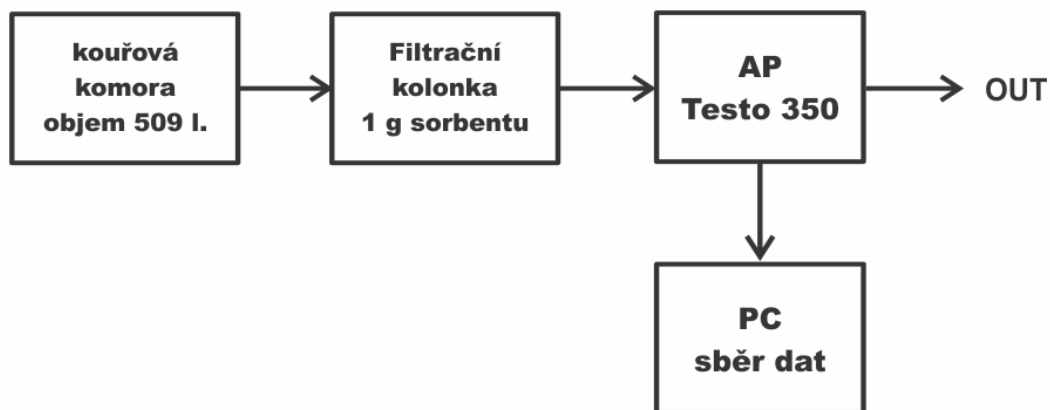 kouřová
komora
objem 509 l.
Filtrační
kolonka
1 g sorbentu
AP
Testo 350
OUT
PC
sběr dat